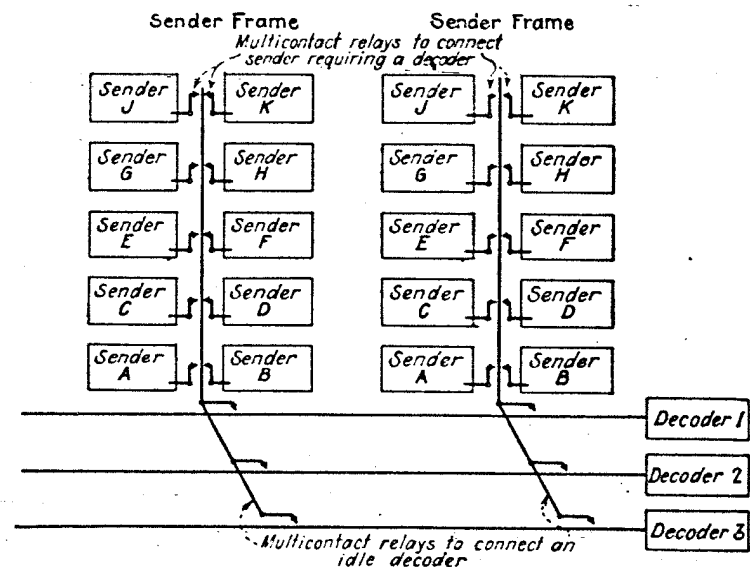 Sender Frame Sender Frame
Multicontact relays to connect
sender requiring a decoder
Sender J
Sender K
Sender J
Sender K
Sender G
Sender H
Sender G
Sender H
Sender E
Sender F
Sender E
Sender F
Sender C
Sender D
Sender C
Sender D
Sender A
Sender B
Sender A
Sender B
Decoder 1
Decoder 2
Decoder 3
Multicontact relays to connect an
idle decoder